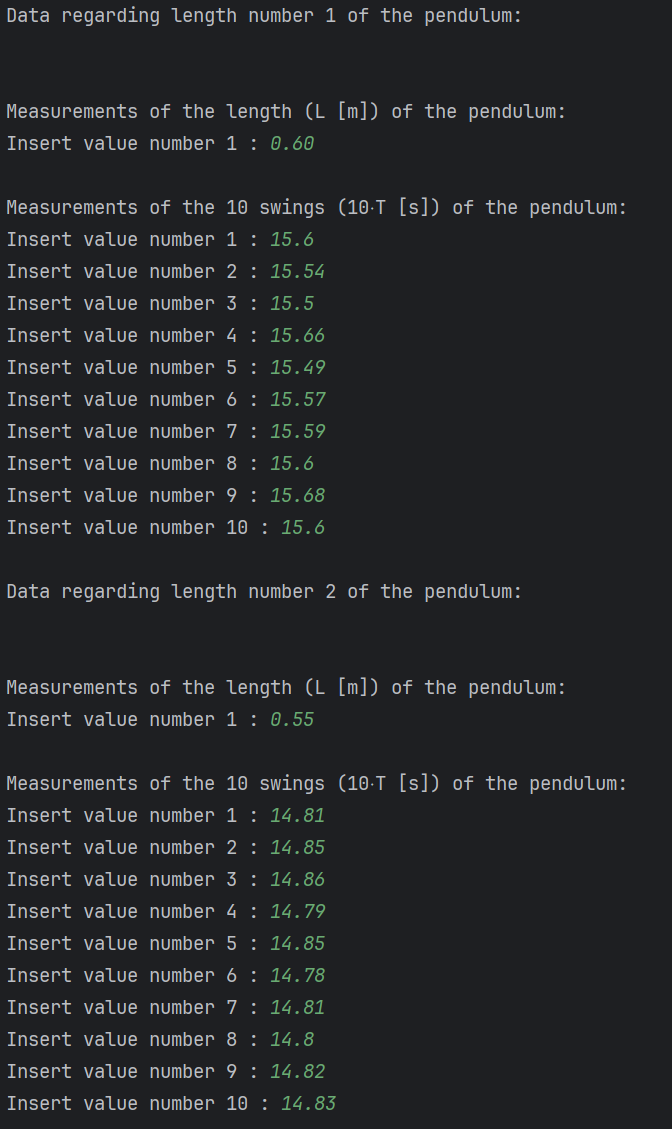 Data regarding length number 1 of the pendulum:
Measurements of the length (L [m]) of the pendulum:
Insert value number 1 : 0.60
Measurements of the 10 swings (10·T [s]) of the pendulum:
Insert value number 1 : 15.6
Insert value number 2 : 15.54
Insert value number 3 : 15.5
Insert value number 4 : 15.66
Insert value number 5 : 15.49
Insert value number 6 : 15.57
Insert value number 7 : 15.59
Insert value number 8 : 15.6
Insert value number 9 : 15.68
Insert value number 10 : 15.6
Data regarding length number 2 of the pendulum:
Measurements of the length (L [m]) of the pendulum:
Insert value number 1 : 0.55
Measurements of the 10 swings (10·T [s]) of the pendulum:
Insert value number 1 : 14.81
Insert value number 2 : 14.85
Insert value number 3 : 14.86
Insert value number 4 : 14.79
Insert value number 5 : 14.85
Insert value number 6 : 14.78
Insert value number 7 : 14.81
Insert value number 8 : 14.8
Insert value number 9 : 14.82
Insert value number 10 : 14.83